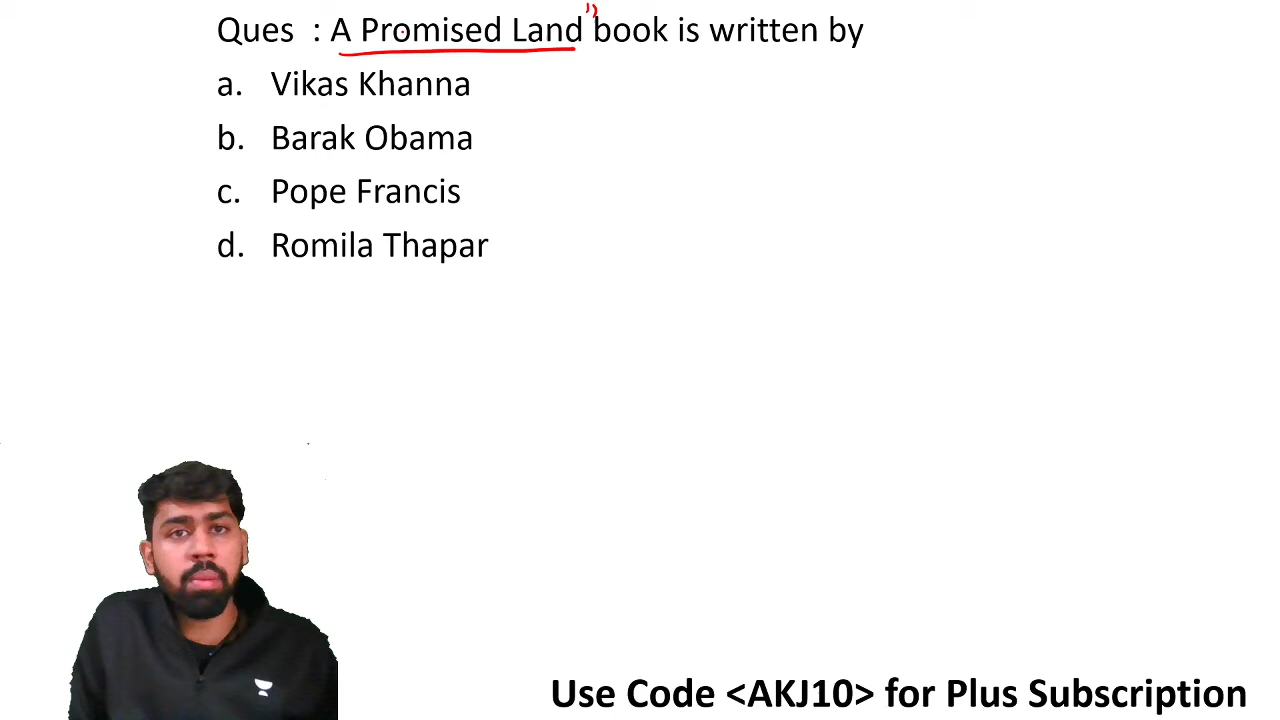 Ques : A Promised Land" book is written by
a. Vikas Khanna
b. Barak Obama
c. Pope Francis
d. Romila Thapar
Use Code <AKJ10> for Plus Subscription